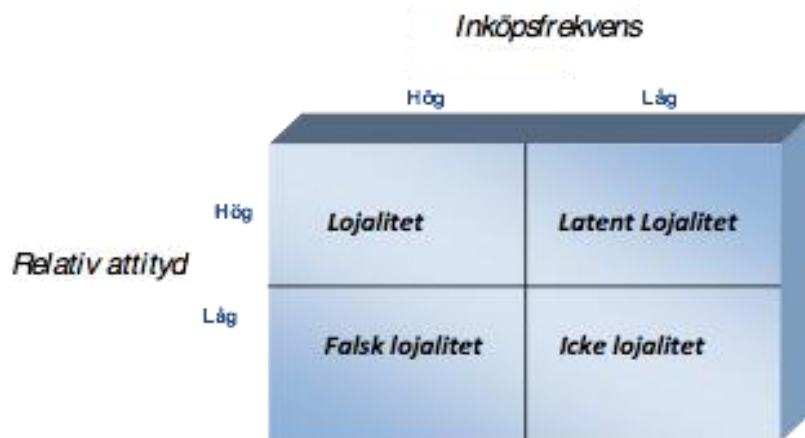 Inköpsfrekvens
Hög Låg
Hög Lojalitet Latent Lojalitet
Relativ attityd
Låg
Falsk lojalitet Icke lojalitet